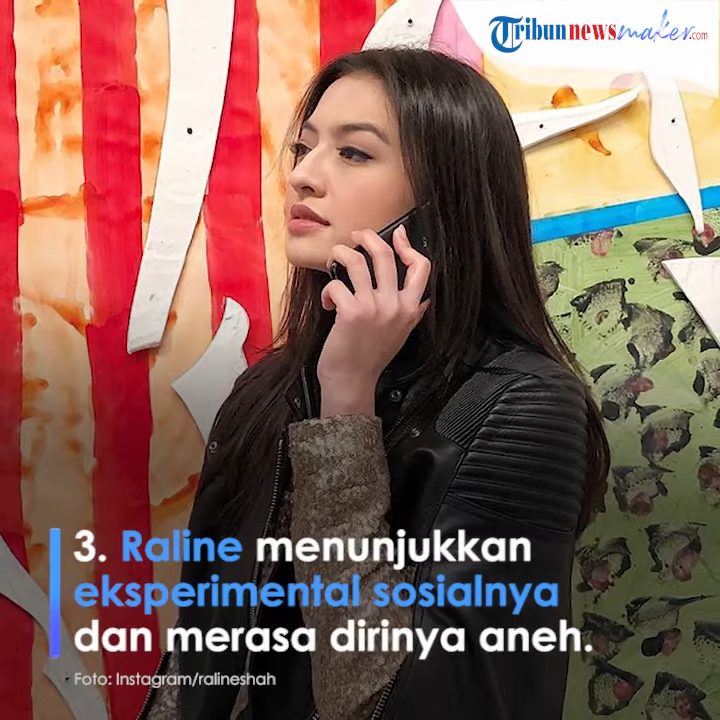 Tribunnewsmaker.com
3. Raline menunjukkan
eksperimental sosialnya
dan merasa dirinya aneh.
Foto: Instagram/ralineshah